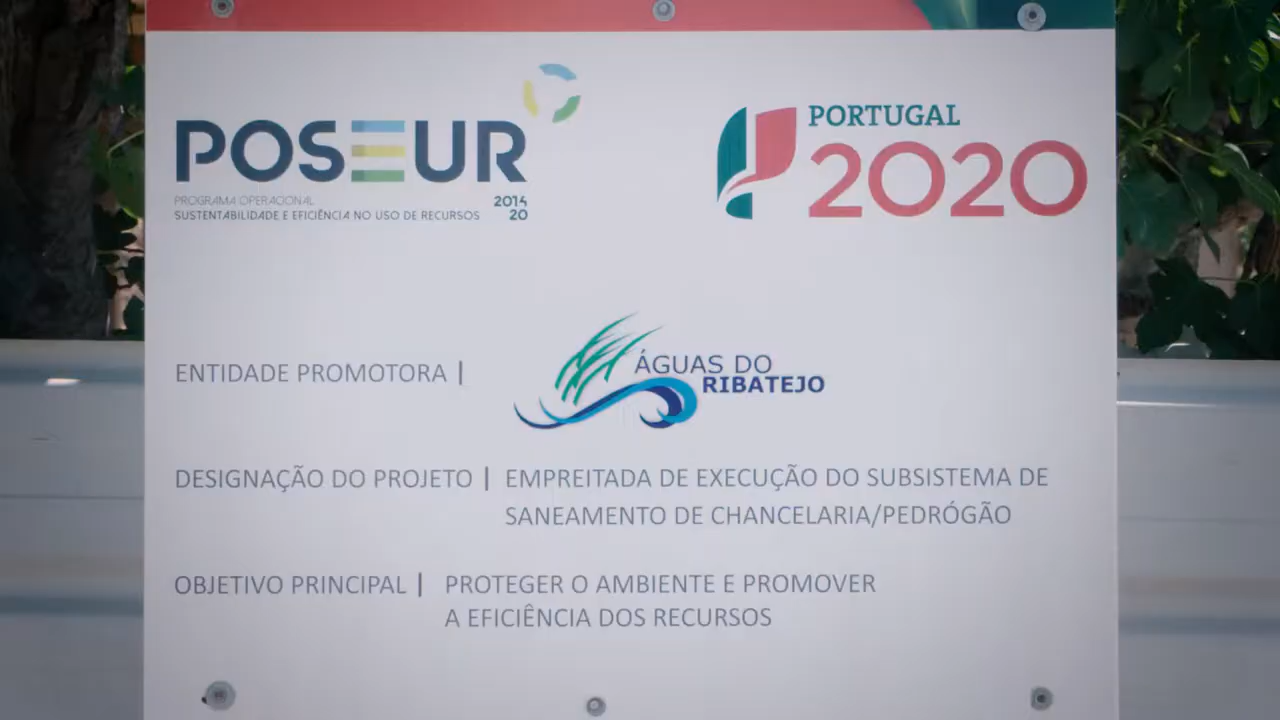 POSEUR
PROGRAMA OPERACIONAL
SUSTENTABILIDADE E EFICIÊNCIA NO USO DE RECURSOS
2014
20
PORTUGAL
2020
ENTIDADE PROMOTORA |
ÁGUAS DO
RIBATEJO
DESIGNAÇÃO DO PROJETO | EMPREITADA DE EXECUÇÃO DO SUBSISTEMA DE
SANEAMENTO DE CHANCELARIA/PEDRÓGÃO
OBJETIVO PRINCIPAL | PROTEGER O AMBIENTE E PROMOVER
A EFICIÊNCIA DOS RECURSOS